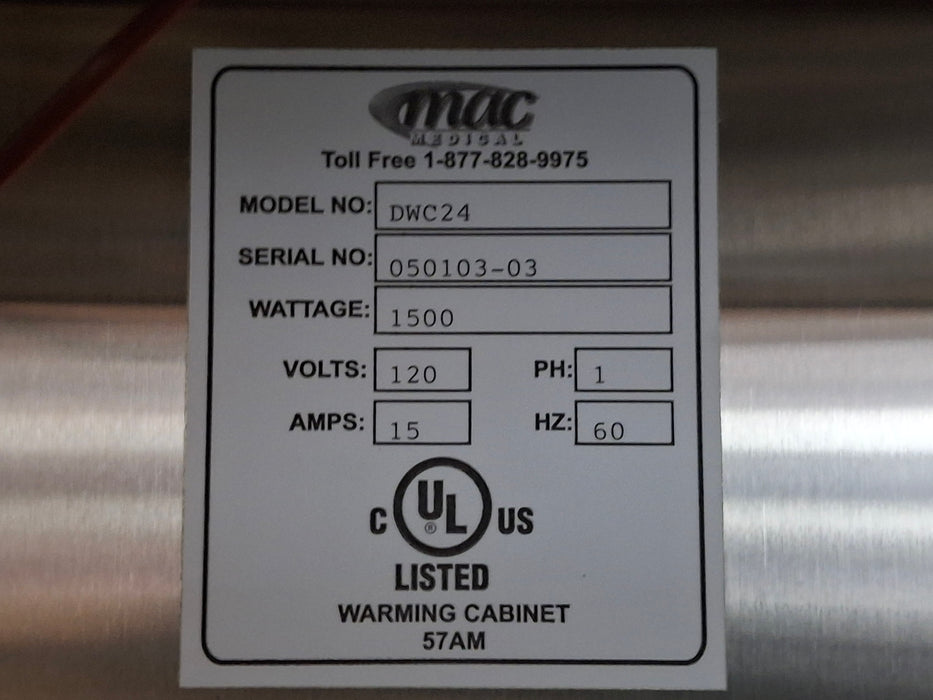 mac
MEDICAL
Toll Free 1-877-828-9975
MODEL NO: DWC24
SERIAL NO: 050103-03
WATTAGE: 1500
VOLTS: 120 PH: 1
AMPS: 15 HZ: 60
C UL ® US
LISTED
WARMING CABINET
57AM